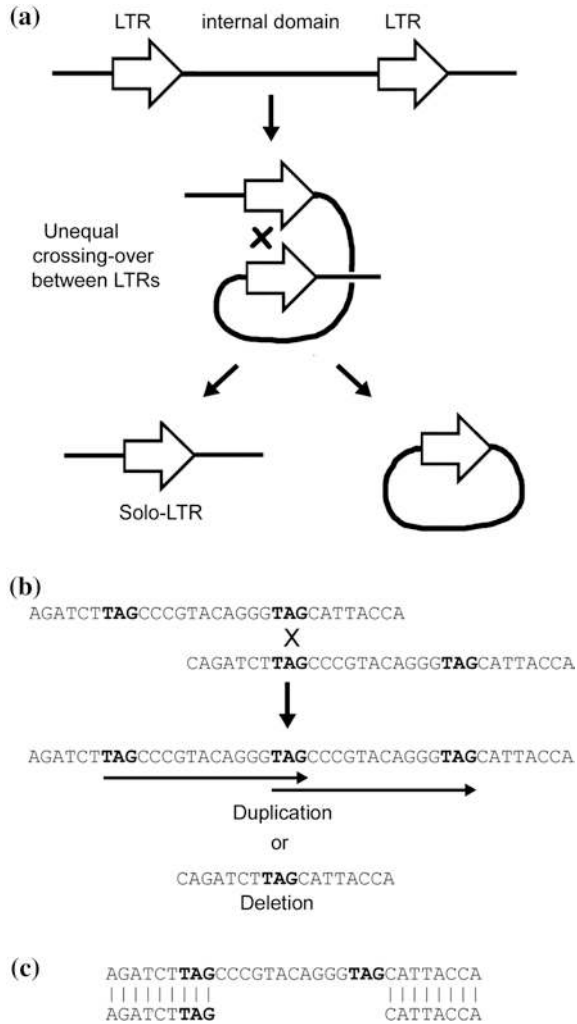 (a)
LTR internal domain LTR
Unequal
crossing-over
between LTRs
Solo-LTR
(b)
AGATCTTAGCCCGTACAGGGTAGCATTACCA
X
CAGATCTTAGCCCGTACAGGGTAGCATTACCA
AGATCTTAGCCCGTACAGGGTAGCCCGTACAGGGTAGCATTACCA
Duplication
or
CAGATCTTAGCATTACCA
Deletion
(c)
AGATCTTAGCCCGTACAGGGTAGCATTACCA
AGATCTTAG CATTACCA